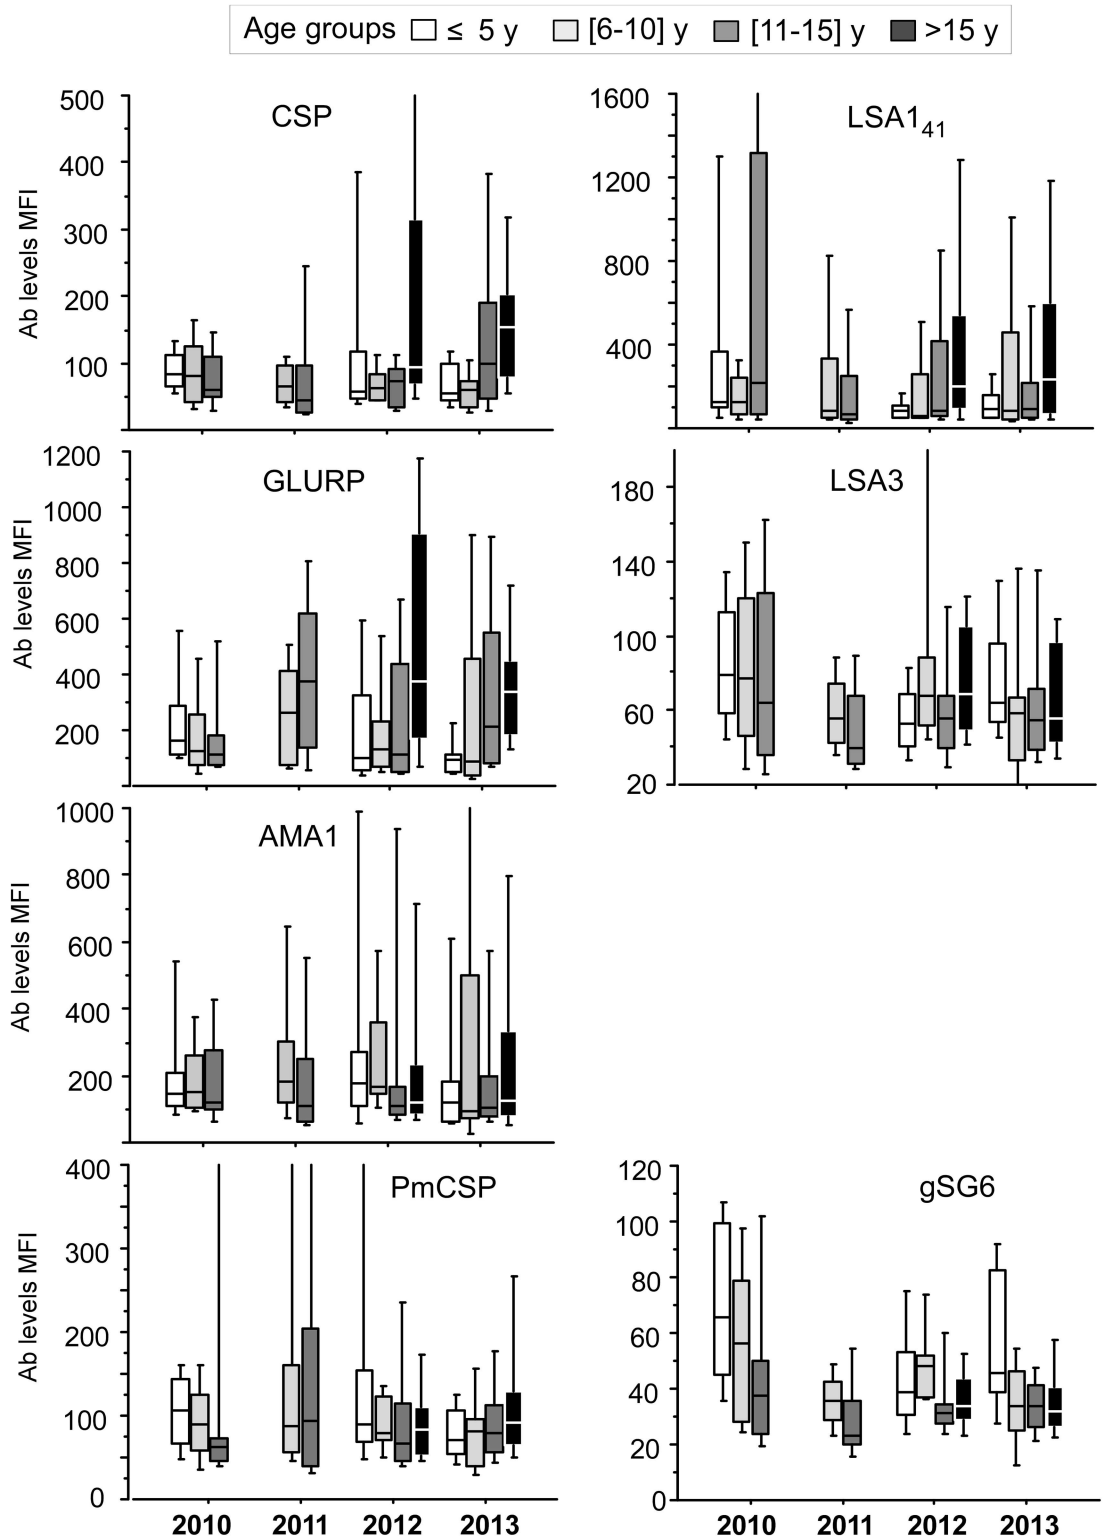 Age groups ≤ 5 y [6-10] y [11-15] y >15 y
CSP
500
400
300
200
100
Ab levels MFI
LSA1₄₁
1600
1200
800
400
Ab levels MFI
GLURP
1200
1000
800
600
400
200
Ab levels MFI
LSA3
180
140
100
60
20
AMA1
1000
800
600
400
200
Ab levels MFI
PmCSP
400
300
200
100
0
Ab levels MFI
2010 2011 2012 2013
gSG6
120
100
80
60
40
20
0
2010 2011 2012 2013